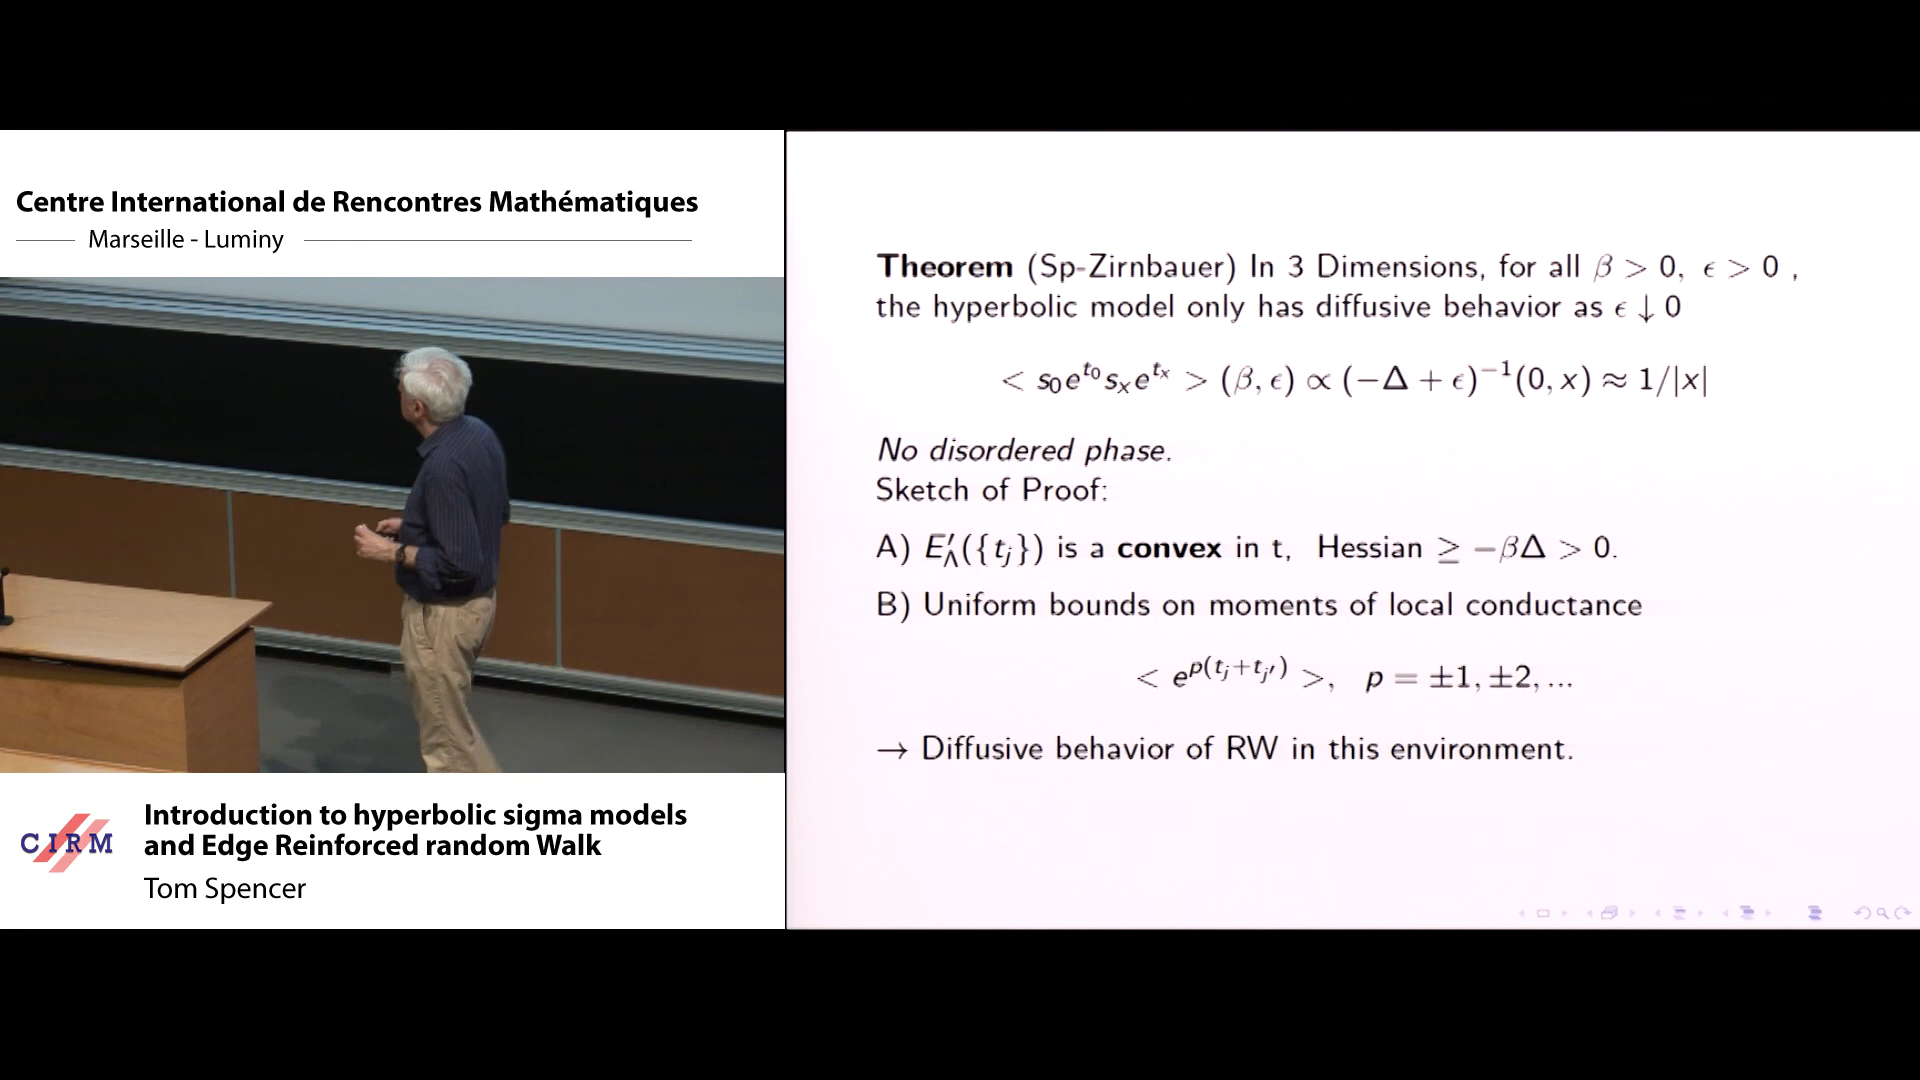 Centre International de Rencontres Mathématiques
Marseille - Luminy
Theorem (Sp-Zirnbauer) In 3 Dimensions, for all β > 0, ϵ > 0 ,
the hyperbolic model only has diffusive behavior as ϵ ↓ 0
< s₀e^{t₀} sₓe^{tₓ} > (β, ϵ) ∝ (−Δ + ϵ)⁻¹(0, x) ≈ 1/|x|
No disordered phase.
Sketch of Proof:
A) E′_Λ({t_j}) is a convex in t, Hessian ≥ −βΔ > 0.
B) Uniform bounds on moments of local conductance
< e^{p(t_j+t_{j′})} >, p = ±1, ±2, ...
→ Diffusive behavior of RW in this environment.
CIRM
Introduction to hyperbolic sigma models
and Edge Reinforced random Walk
Tom Spencer